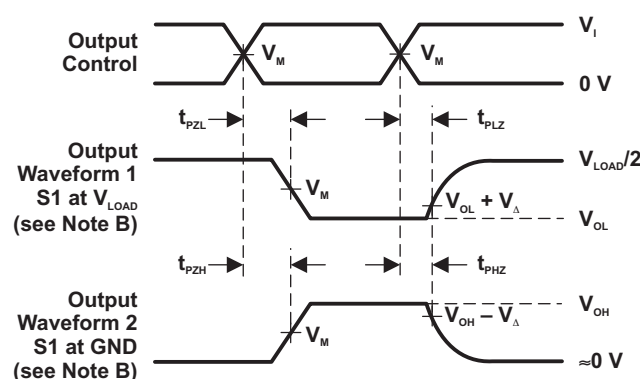 Output
Control
V_M
V_M
V_I
0 V
t_PZL
t_PLZ
Output
Waveform 1
S1 at V_LOAD
(see Note B)
V_M
V_OL + V_Δ
V_LOAD/2
V_OL
t_PZH
t_PHZ
Output
Waveform 2
S1 at GND
(see Note B)
V_M
V_OH − V_Δ
V_OH
≈0 V